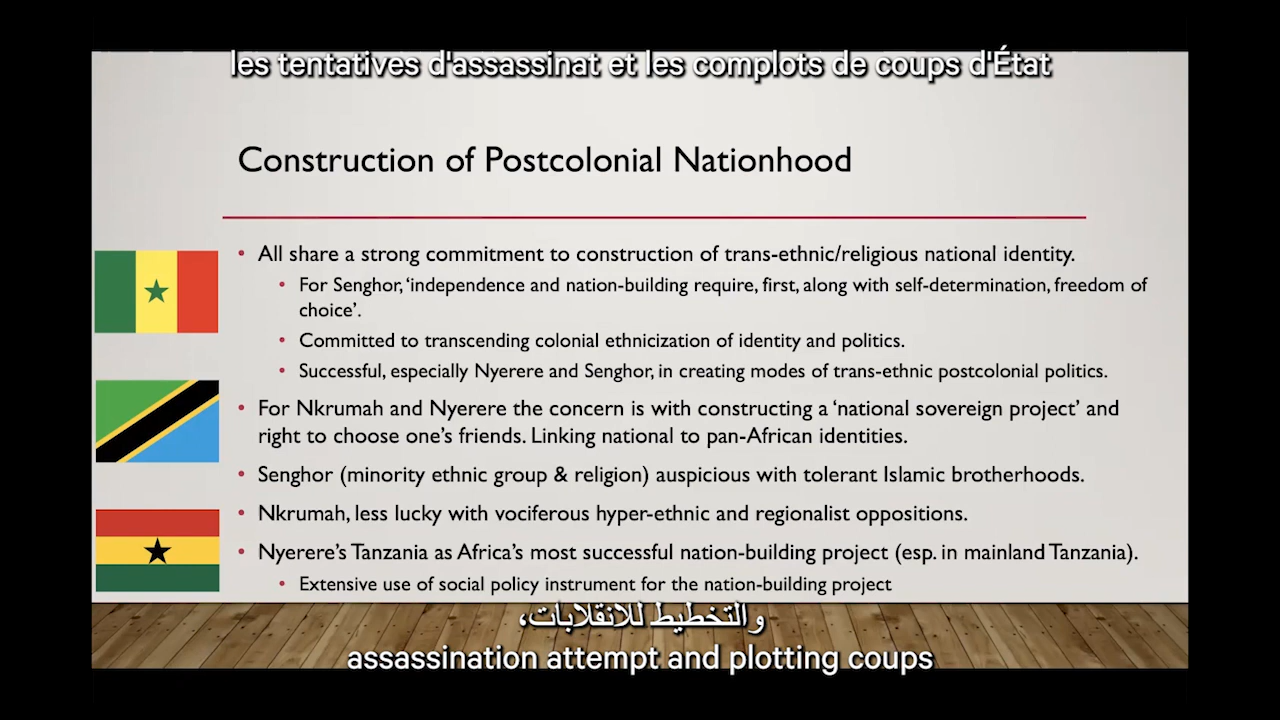 les tentatives d'assassinat et les complots de coups d'État
Construction of Postcolonial Nationhood
• All share a strong commitment to construction of trans-ethnic/religious national identity.
• For Senghor, ‘independence and nation-building require, first, along with self-determination, freedom of
choice’.
• Committed to transcending colonial ethnicization of identity and politics.
• Successful, especially Nyerere and Senghor, in creating modes of trans-ethnic postcolonial politics.
• For Nkrumah and Nyerere the concern is with constructing a ‘national sovereign project’ and
right to choose one’s friends. Linking national to pan-African identities.
• Senghor (minority ethnic group & religion) auspicious with tolerant Islamic brotherhoods.
• Nkrumah, less lucky with vociferous hyper-ethnic and regionalist oppositions.
• Nyerere’s Tanzania as Africa’s most successful nation-building project (esp. in mainland Tanzania).
• Extensive use of social policy instrument for the nation-building project
والتخطيط للانقلابات،
assassination attempt and plotting coups